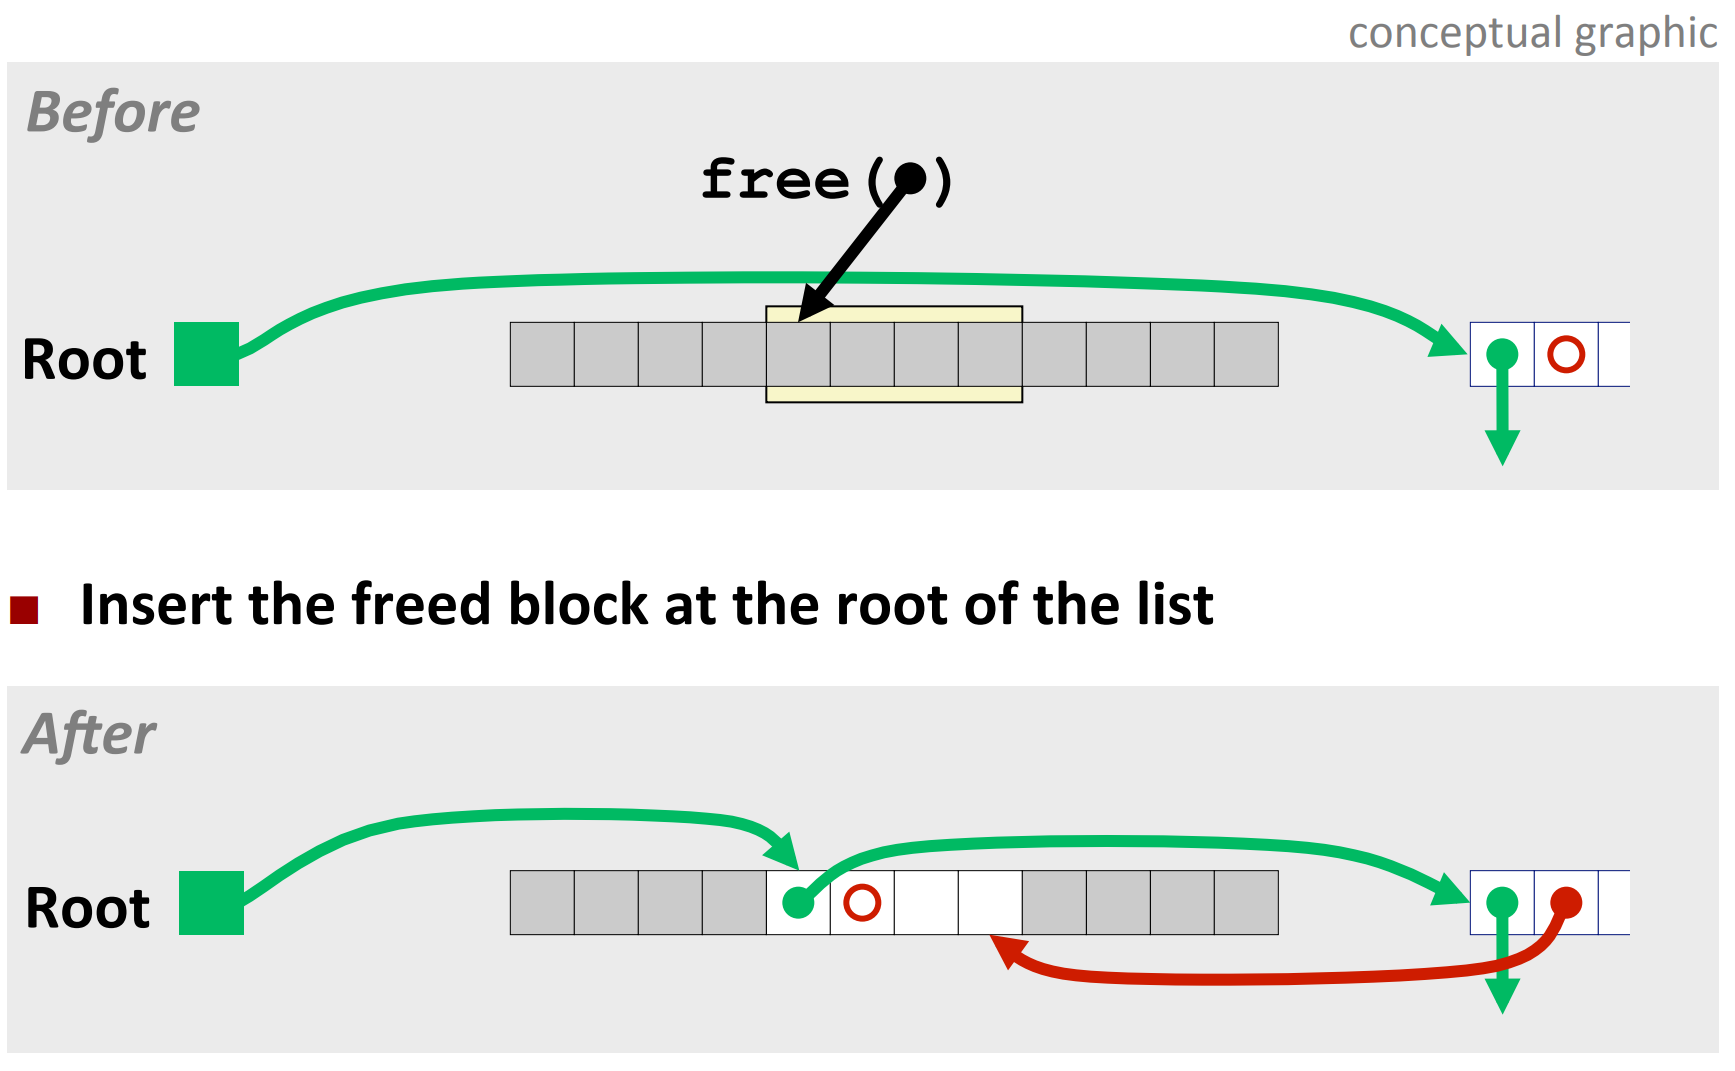 conceptual graphic
Before
free( )
Root
Insert the freed block at the root of the list
After
Root